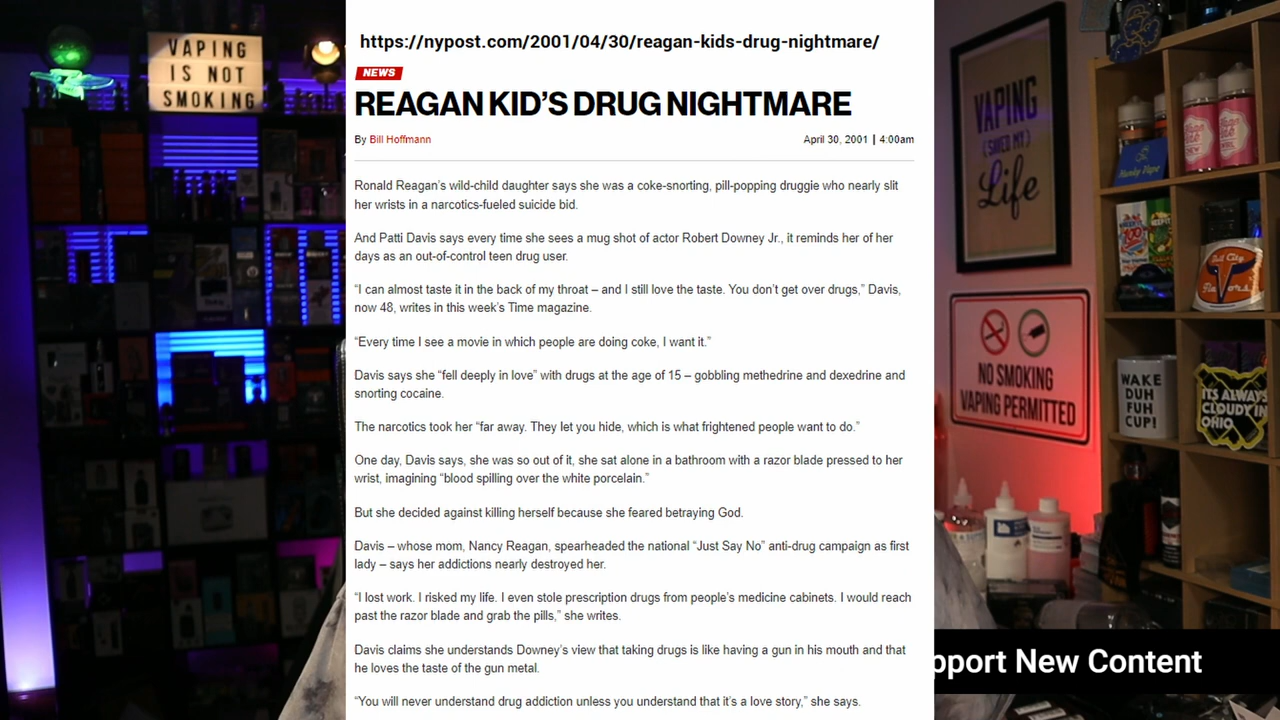 VAPING
IS NOT
SMOKING
https://nypost.com/2001/04/30/reagan-kids-drug-nightmare/
NEWS
REAGAN KID’S DRUG NIGHTMARE
By Bill Hoffmann
April 30, 2001 | 4:00am
Ronald Reagan’s wild-child daughter says she was a coke-snorting, pill-popping druggie who nearly slit
her wrists in a narcotics-fueled suicide bid.
And Patti Davis says every time she sees a mug shot of actor Robert Downey Jr., it reminds her of her
days as an out-of-control teen drug user.
“I can almost taste it in the back of my throat – and I still love the taste. You don’t get over drugs,” Davis,
now 48, writes in this week’s Time magazine.
“Every time I see a movie in which people are doing coke, I want it.”
Davis says she “fell deeply in love” with drugs at the age of 15 – gobbling methedrine and dexedrine and
snorting cocaine.
The narcotics took her “far away. They let you hide, which is what frightened people want to do.”
One day, Davis says, she was so out of it, she sat alone in a bathroom with a razor blade pressed to her
wrist, imagining “blood spilling over the white porcelain.”
But she decided against killing herself because she feared betraying God.
Davis – whose mom, Nancy Reagan, spearheaded the national “Just Say No” anti-drug campaign as first
lady – says her addictions nearly destroyed her.
“I lost work. I risked my life. I even stole prescription drugs from people’s medicine cabinets. I would reach
past the razor blade and grab the pills,” she writes.
Davis claims she understands Downey’s view that taking drugs is like having a gun in his mouth and that
he loves the taste of the gun metal.
“You will never understand drug addiction unless you understand that it’s a love story,” she says.
VAPING
(SAVED MY)
Life
NO SMOKING
VAPING PERMITTED
WAKE
DUH
FUH
CUP!
ITS ALWAYS
CLOUDY IN
OHIO
pport New Content